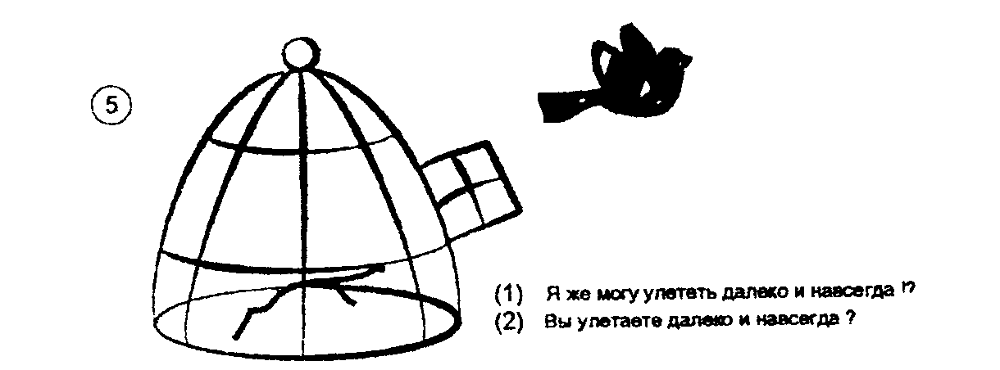 5
(1) Я же могу улететь далеко и навсегда !?
(2) Вы улетаете далеко и навсегда ?